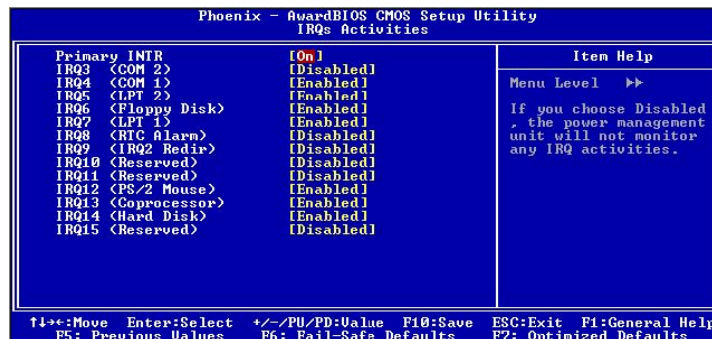 Phoenix - AwardBIOS CMOS Setup Utility
IRQs Activities
Primary INTR [On]
IRQ3 (COM 2) [Disabled]
IRQ4 (COM 1) [Enabled]
IRQ5 (LPT 2) [Enabled]
IRQ6 (Floppy Disk) [Enabled]
IRQ7 (LPT 1) [Enabled]
IRQ8 (RTC Alarm) [Disabled]
IRQ9 (IRQ2 Redir) [Disabled]
IRQ10 (Reserved) [Disabled]
IRQ11 (Reserved) [Disabled]
IRQ12 (PS/2 Mouse) [Enabled]
IRQ13 (Coprocessor) [Enabled]
IRQ14 (Hard Disk) [Enabled]
IRQ15 (Reserved) [Disabled]
Item Help
Menu Level ▶▶
If you choose Disabled
, the power management
unit will not monitor
any IRQ activities.
↑↓→←:Move Enter:Select +/-/PU/PD:Value F10:Save ESC:Exit F1:General Help
F5: Previous Values F6: Fail-Safe Defaults F7: Optimized Defaults